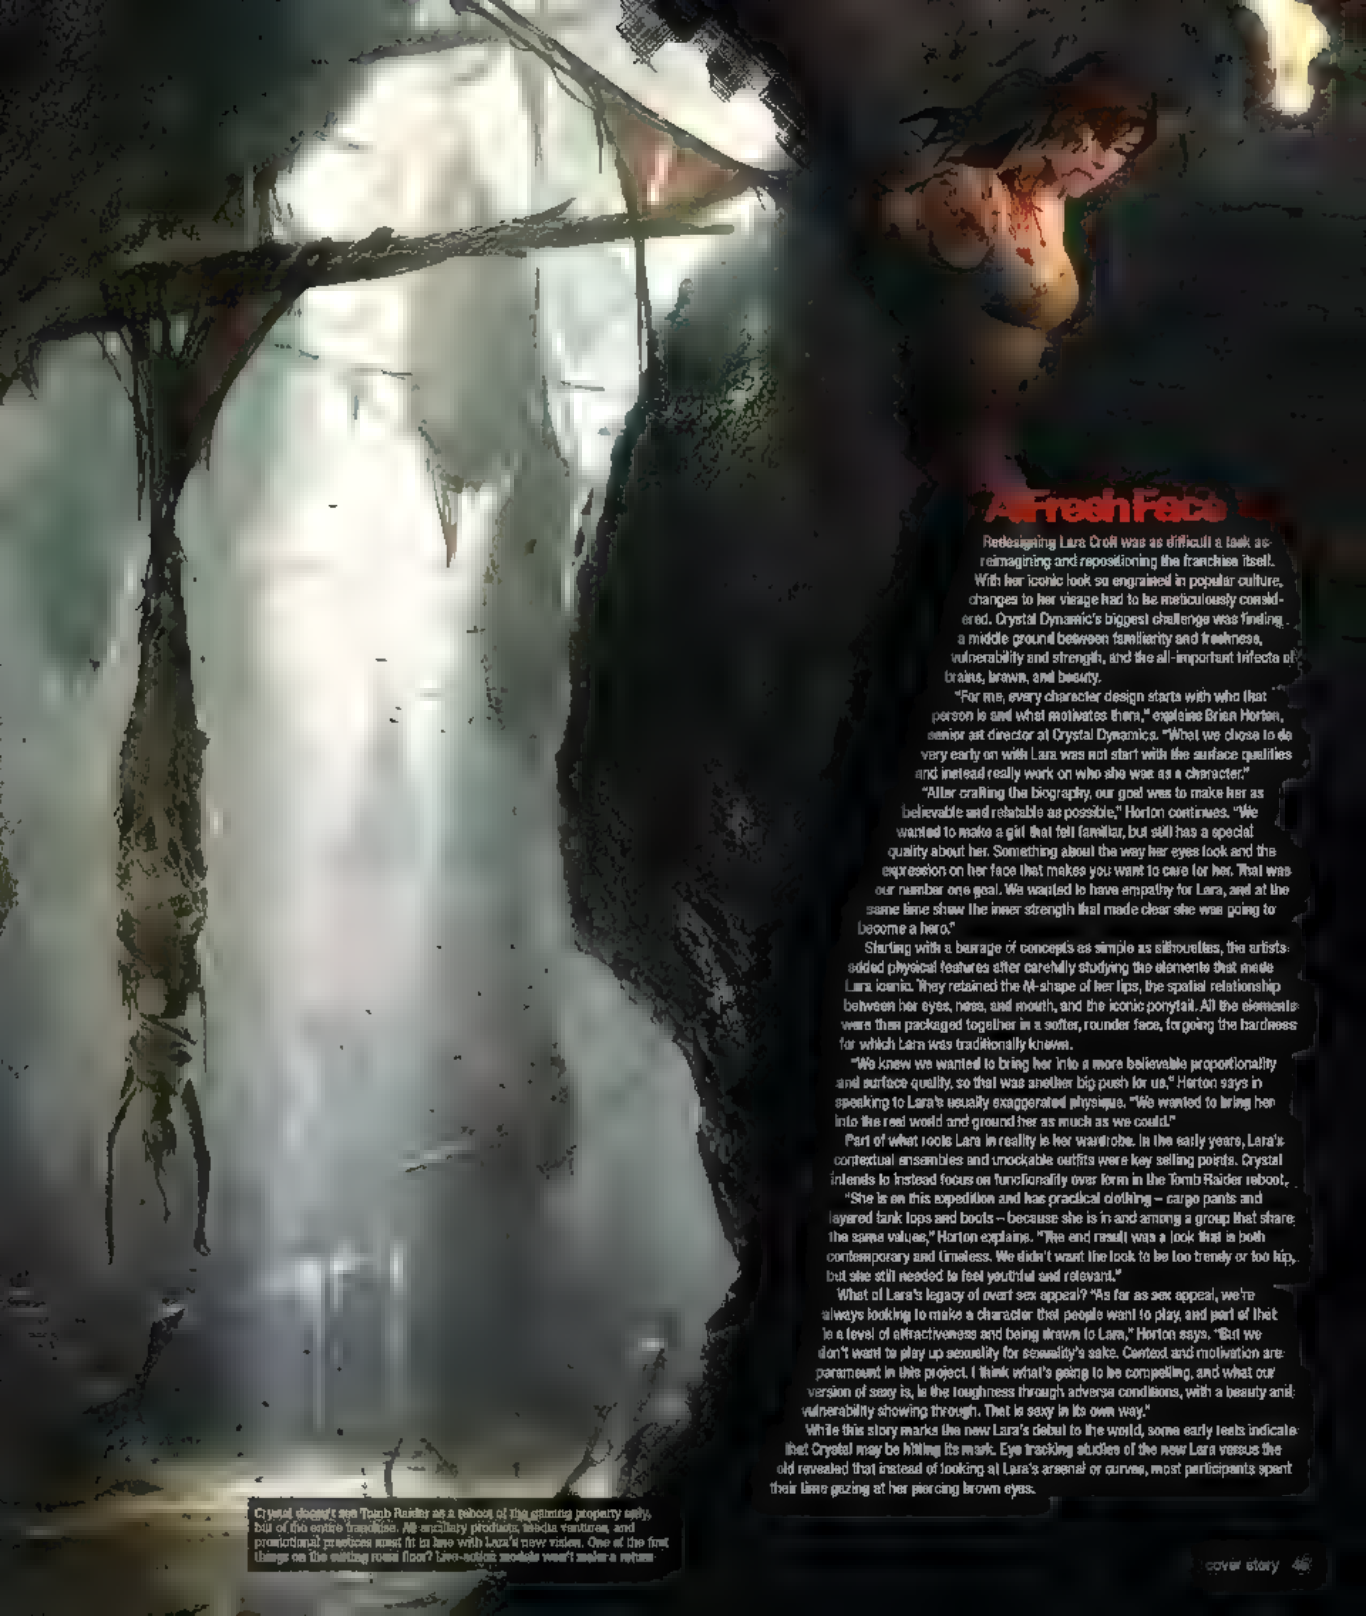 A Fresh Face
Redesigning Lara Croft was as difficult a task as
reimagining and repositioning the franchise itself.
With her iconic look so engrained in popular culture,
changes to her visage had to be meticulously consid-
ered. Crystal Dynamic's biggest challenge was finding
a middle ground between familiarity and freshness,
vulnerability and strength, and the all-important trifecta of
brains, brawn, and beauty.
"For me, every character design starts with who that
person is and what motivates them," explains Brian Horton,
senior art director at Crystal Dynamics. "What we chose to do
very early on with Lara was not start with the surface qualities
and instead really work on who she was as a character."
"After crafting the biography, our goal was to make her as
believable and relatable as possible," Horton continues. "We
wanted to make a girl that felt familiar, but still has a special
quality about her. Something about the way her eyes look and the
expression on her face that makes you want to care for her. That was
our number one goal. We wanted to have empathy for Lara, and at the
same time show the inner strength that made clear she was going to
become a hero."
Starting with a barrage of concepts as simple as silhouettes, the artists
added physical features after carefully studying the elements that made
Lara iconic. They retained the M-shape of her lips, the spatial relationship
between her eyes, nose, and mouth, and the iconic ponytail. All the elements
were then packaged together in a softer, rounder face, forgoing the hardness
for which Lara was traditionally known.
"We knew we wanted to bring her into a more believable proportionality
and surface quality, so that was another big push for us," Horton says in
speaking to Lara's usually exaggerated physique. "We wanted to bring her
into the real world and ground her as much as we could."
Part of what roots Lara in reality is her wardrobe. In the early years, Lara's
contextual ensembles and unlockable outfits were key selling points. Crystal
intends to instead focus on functionality over form in the Tomb Raider reboot.
"She is on this expedition and has practical clothing – cargo pants and
layered tank tops and boots – because she is in and among a group that share
the same values," Horton explains. "The end result was a look that is both
contemporary and timeless. We didn't want the look to be too trendy or too hip,
but she still needed to feel youthful and relevant."
What of Lara's legacy of overt sex appeal? "As far as sex appeal, we're
always looking to make a character that people want to play, and part of that
is a level of attractiveness and being drawn to Lara," Horton says. "But we
don't want to play up sexuality for sexuality's sake. Context and motivation are
paramount in this project. I think what's going to be compelling, and what our
version of sexy is, is the toughness through adverse conditions, with a beauty and
vulnerability showing through. That is sexy in its own way."
While this story marks the new Lara's debut to the world, some early tests indicate
that Crystal may be hitting its mark. Eye tracking studies of the new Lara versus the
old revealed that instead of looking at Lara's arsenal or curves, most participants spent
their time gazing at her piercing brown eyes.
Crystal doesn't see Tomb Raider as a reboot of the gaming property only,
but of the entire franchise. All ancillary products, media ventures, and
promotional practices must fit in line with Lara's new vision. One of the first
things on the cutting room floor? Live-action models won't make a return
cover story